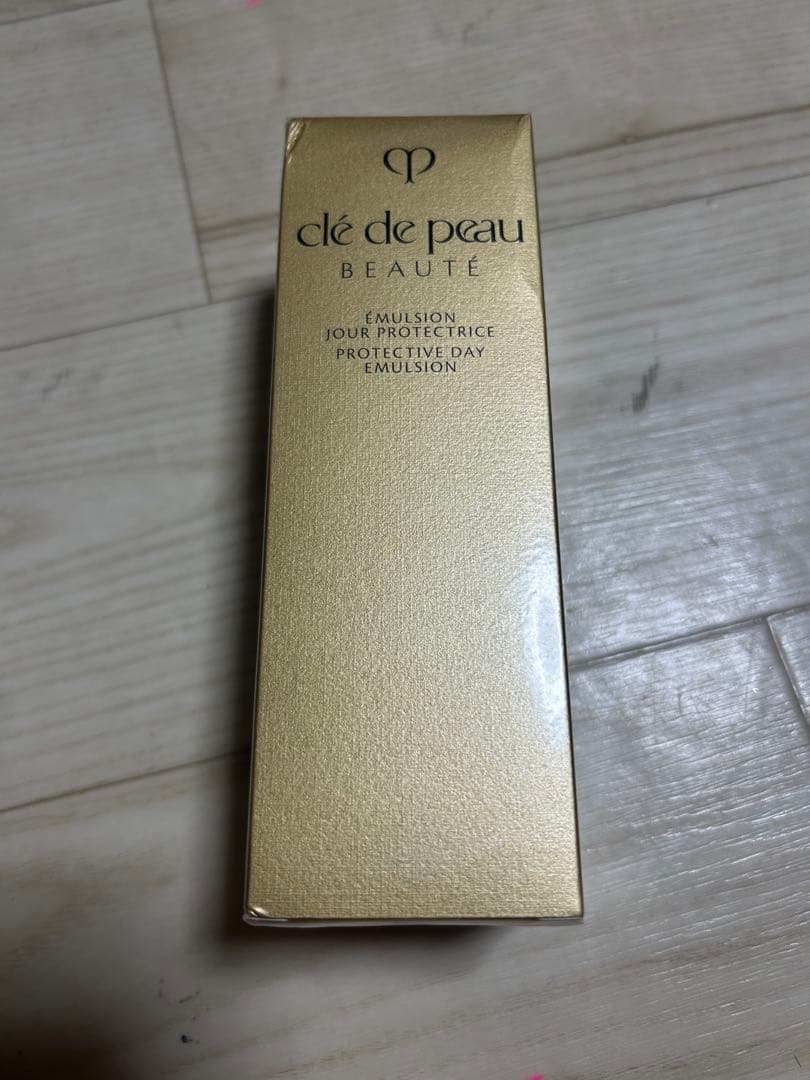 clé de peau
BEAUTÉ
ÉMULSION
JOUR PROTECTRICE
PROTECTIVE DAY
EMULSION